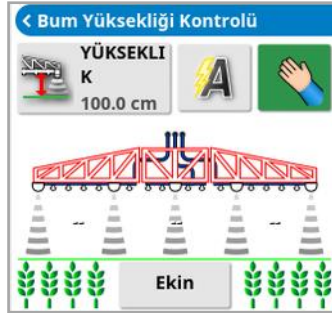 Bum Yüksekliği Kontrolü
YÜKSEKLI
K
100.0 cm
A
-- -- --
Ekin